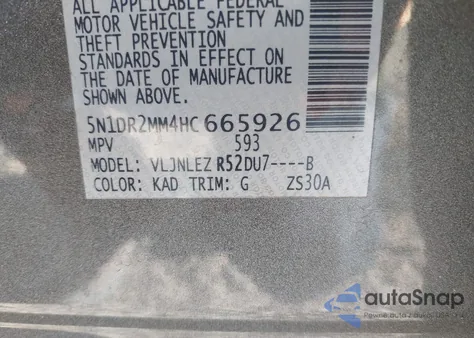 ALL APPLICABLE FEDERAL
MOTOR VEHICLE SAFETY AND
THEFT PREVENTION
STANDARDS IN EFFECT ON
THE DATE OF MANUFACTURE
SHOWN ABOVE.
5N1DR2MM4HC665926
MPV 593
MODEL: VLJNLEZ R52DU7----B
COLOR: KAD TRIM: G ZS30A
autoSnap